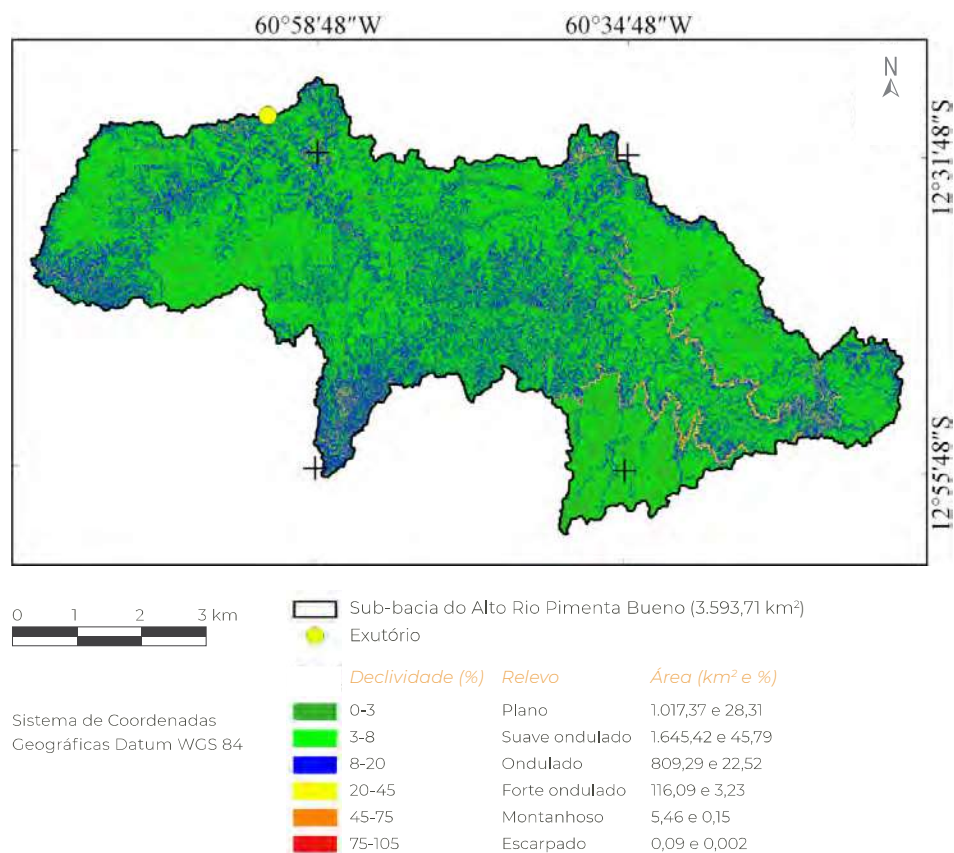 60°58'48"W 60°34'48"W
N
12°31'48"S
12°55'48"S
0 1 2 3 km
Sub-bacia do Alto Rio Pimenta Bueno (3.593,71 km²)
Exutório
Sistema de Coordenadas
Geográficas Datum WGS 84
Declividade (%) Relevo Área (km² e %)
0-3 Plano 1.017,37 e 28,31
3-8 Suave ondulado 1.645,42 e 45,79
8-20 Ondulado 809,29 e 22,52
20-45 Forte ondulado 116,09 e 3,23
45-75 Montanhoso 5,46 e 0,15
75-105 Escarpado 0,09 e 0,002